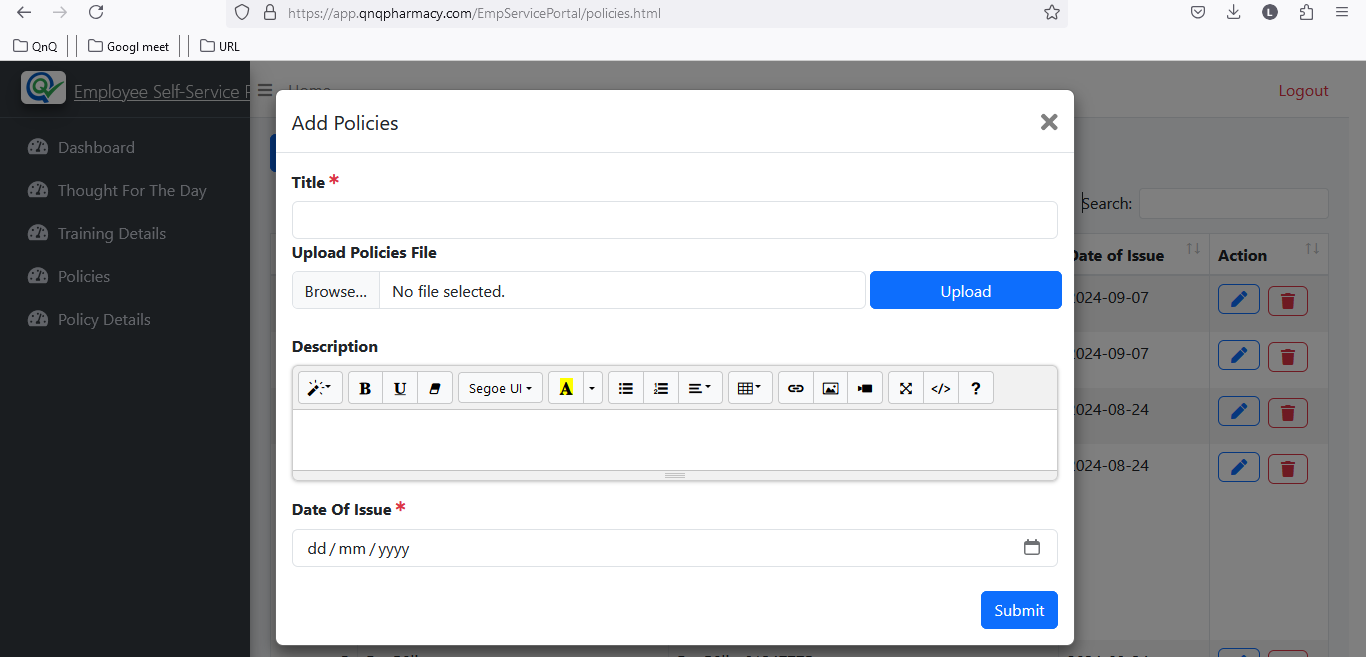 https://app.qnqpharmacy.com/EmpServicePortal/policies.html
L
QnQ
Googl meet
URL
Employee Self-Service P
Home
Logout
Dashboard
Thought For The Day
Training Details
Policies
Policy Details
Add Policies
Title *
Upload Policies File
Browse... No file selected. Upload
Description
B U Segoe UI A </> ?
Date Of Issue *
dd / mm / yyyy
Submit
Search:
Date of Issue Action
2024-09-07
2024-09-07
2024-08-24
2024-08-24